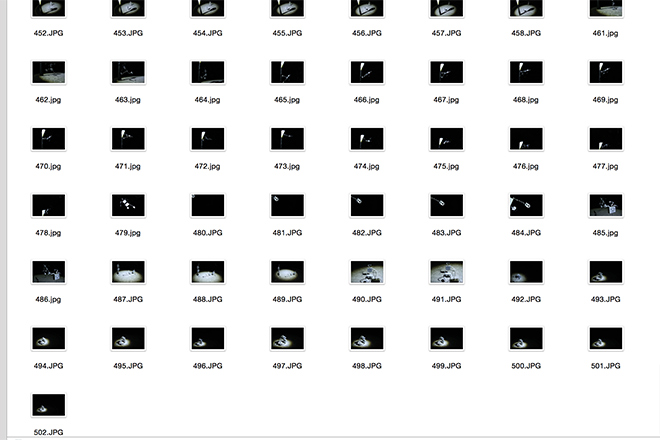 452.JPG 453.JPG 454.JPG 455.JPG 456.JPG 457.JPG 458.JPG 461.jpg
462.jpg 463.jpg 464.jpg 465.jpg 466.jpg 467.jpg 468.jpg 469.jpg
470.jpg 471.jpg 472.jpg 473.jpg 474.jpg 475.jpg 476.jpg 477.jpg
478.jpg 479.jpg 480.JPG 481.JPG 482.JPG 483.JPG 484.JPG 485.jpg
486.jpg 487.JPG 488.JPG 489.JPG 490.JPG 491.JPG 492.JPG 493.JPG
494.JPG 495.JPG 496.JPG 497.JPG 498.JPG 499.JPG 500.JPG 501.JPG
502.JPG